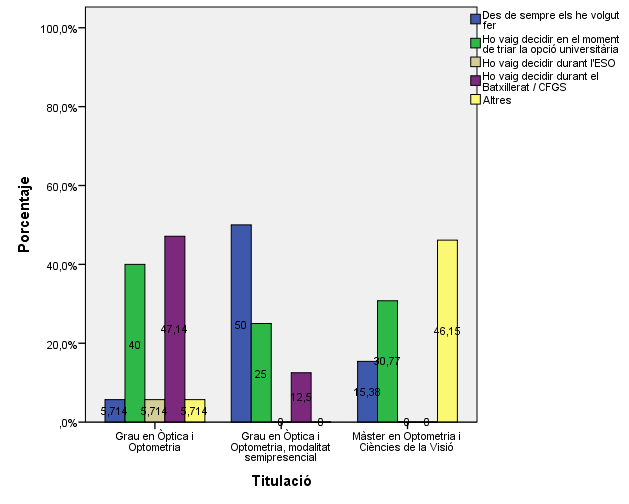 100,0%
80,0%
60,0%
40,0%
20,0%
,0%
Porcentaje
Des de sempre els he volgut
fer
Ho vaig decidir en el moment
de triar la opció universitària
Ho vaig decidir durant l'ESO
Ho vaig decidir durant el
Batxillerat / CFGS
Altres
5,714
40
5,714
47,14
5,714
50
25
0
12,5
0
15,38
30,77
0
0
46,15
Grau en Òptica i
Optometria
Grau en Òptica i
Optometria, modalitat
semipresencial
Màster en Optometria i
Ciències de la Visió
Titulació